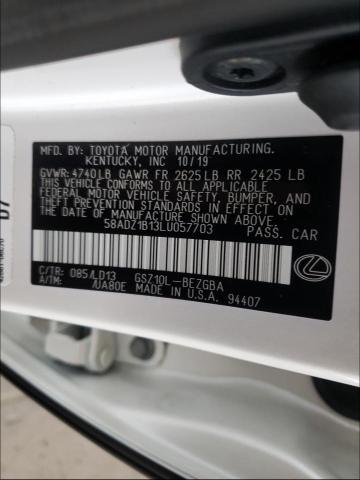 MFD. BY: TOYOTA MOTOR MANUFACTURING.
KENTUCKY, INC 10/19
GVWR:4740LB GAWR FR 2625LB RR 2425 LB
THIS VEHICLE CONFORMS TO ALL APPLICABLE
FEDERAL MOTOR VEHICLE SAFETY, BUMPER, AND
THEFT PREVENTION STANDARDS IN EFFECT ON
THE DATE OF MANUFACTURE SHOWN ABOVE.
58ADZ1B13LU057703 PASS. CAR
C/TR: 085/LD13 GSZ10L-BEZGBA
A/TM: /UA80E MADE IN U.S.A. 94407
D7